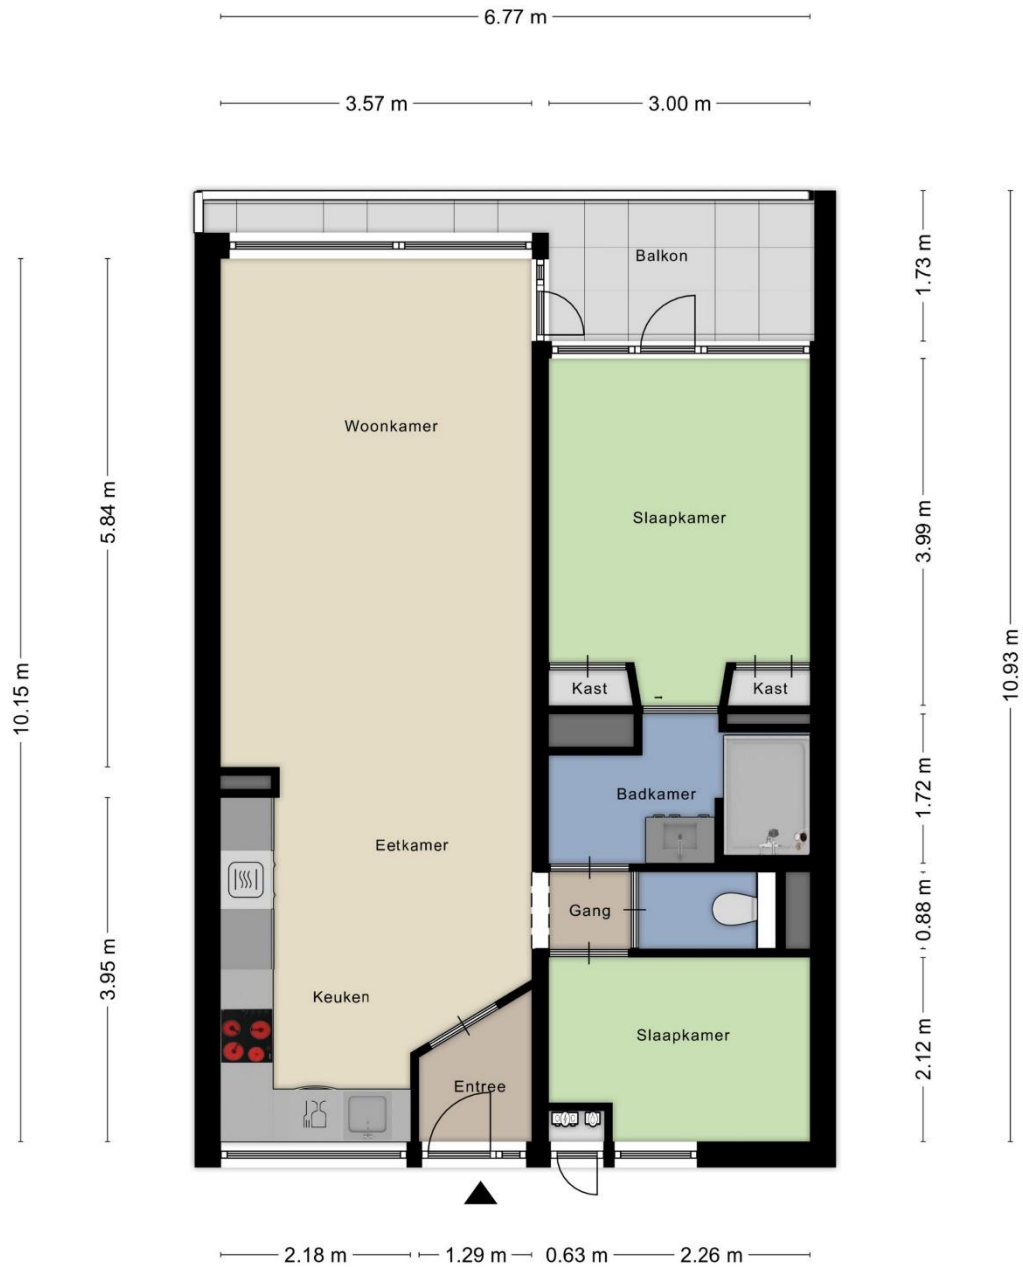 6.77 m
3.57 m
3.00 m
Balkon
1.73 m
Woonkamer
5.84 m
Slaapkamer
3.99 m
10.15 m
10.93 m
Kast
Kast
Badkamer
1.72 m
Eetkamer
Gang
0.88 m
3.95 m
Keuken
Slaapkamer
2.12 m
Entree
2.18 m
1.29 m
0.63 m
2.26 m